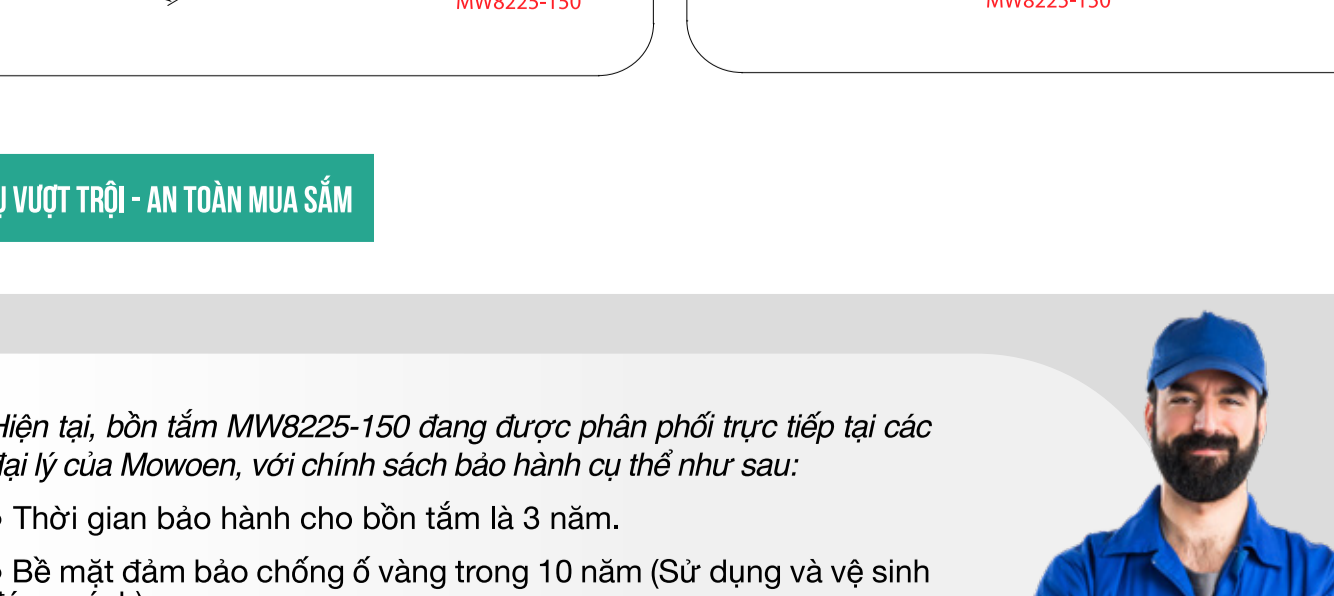 MW8225-150
MW8225-150
VƯỢT TRỘI - AN TOÀN MUA SẮM
Hiện tại, bồn tắm MW8225-150 đang được phân phối trực tiếp tại các
đại lý của Mowoen, với chính sách bảo hành cụ thể như sau:
• Thời gian bảo hành cho bồn tắm là 3 năm.
• Bề mặt đảm bảo chống ố vàng trong 10 năm (Sử dụng và vệ sinh